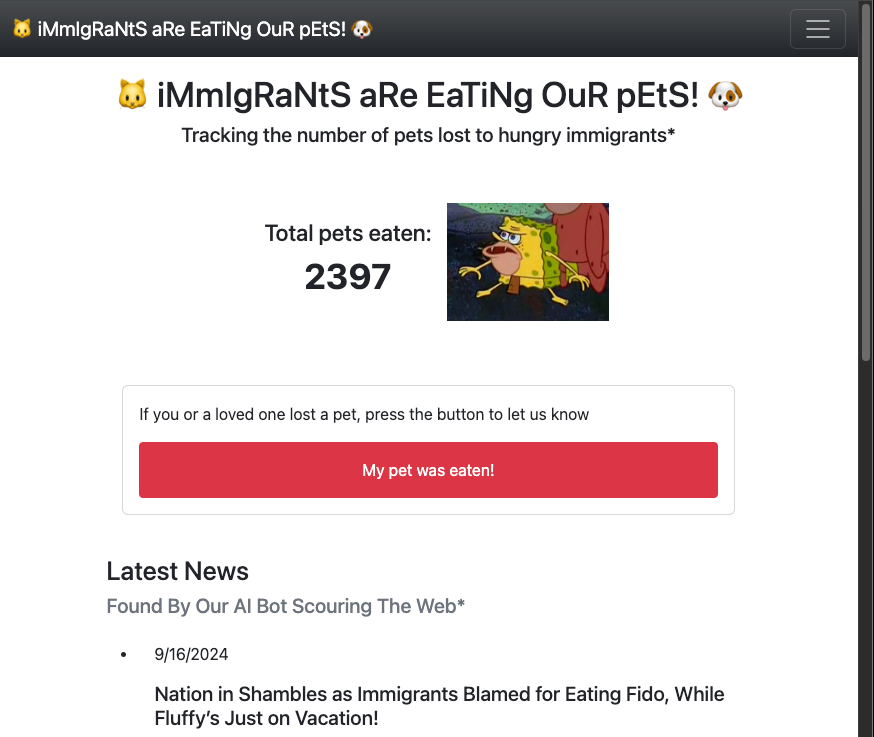 🐱 iMmIgRaNtS aRe EaTiNg OuR pEtS! 🐶
🐱 iMmIgRaNtS aRe EaTiNg OuR pEtS! 🐶
Tracking the number of pets lost to hungry immigrants*
Total pets eaten:
2397
If you or a loved one lost a pet, press the button to let us know
My pet was eaten!
Latest News
Found By Our AI Bot Scouring The Web*
• 9/16/2024
Nation in Shambles as Immigrants Blamed for Eating Fido, While
Fluffy’s Just on Vacation!